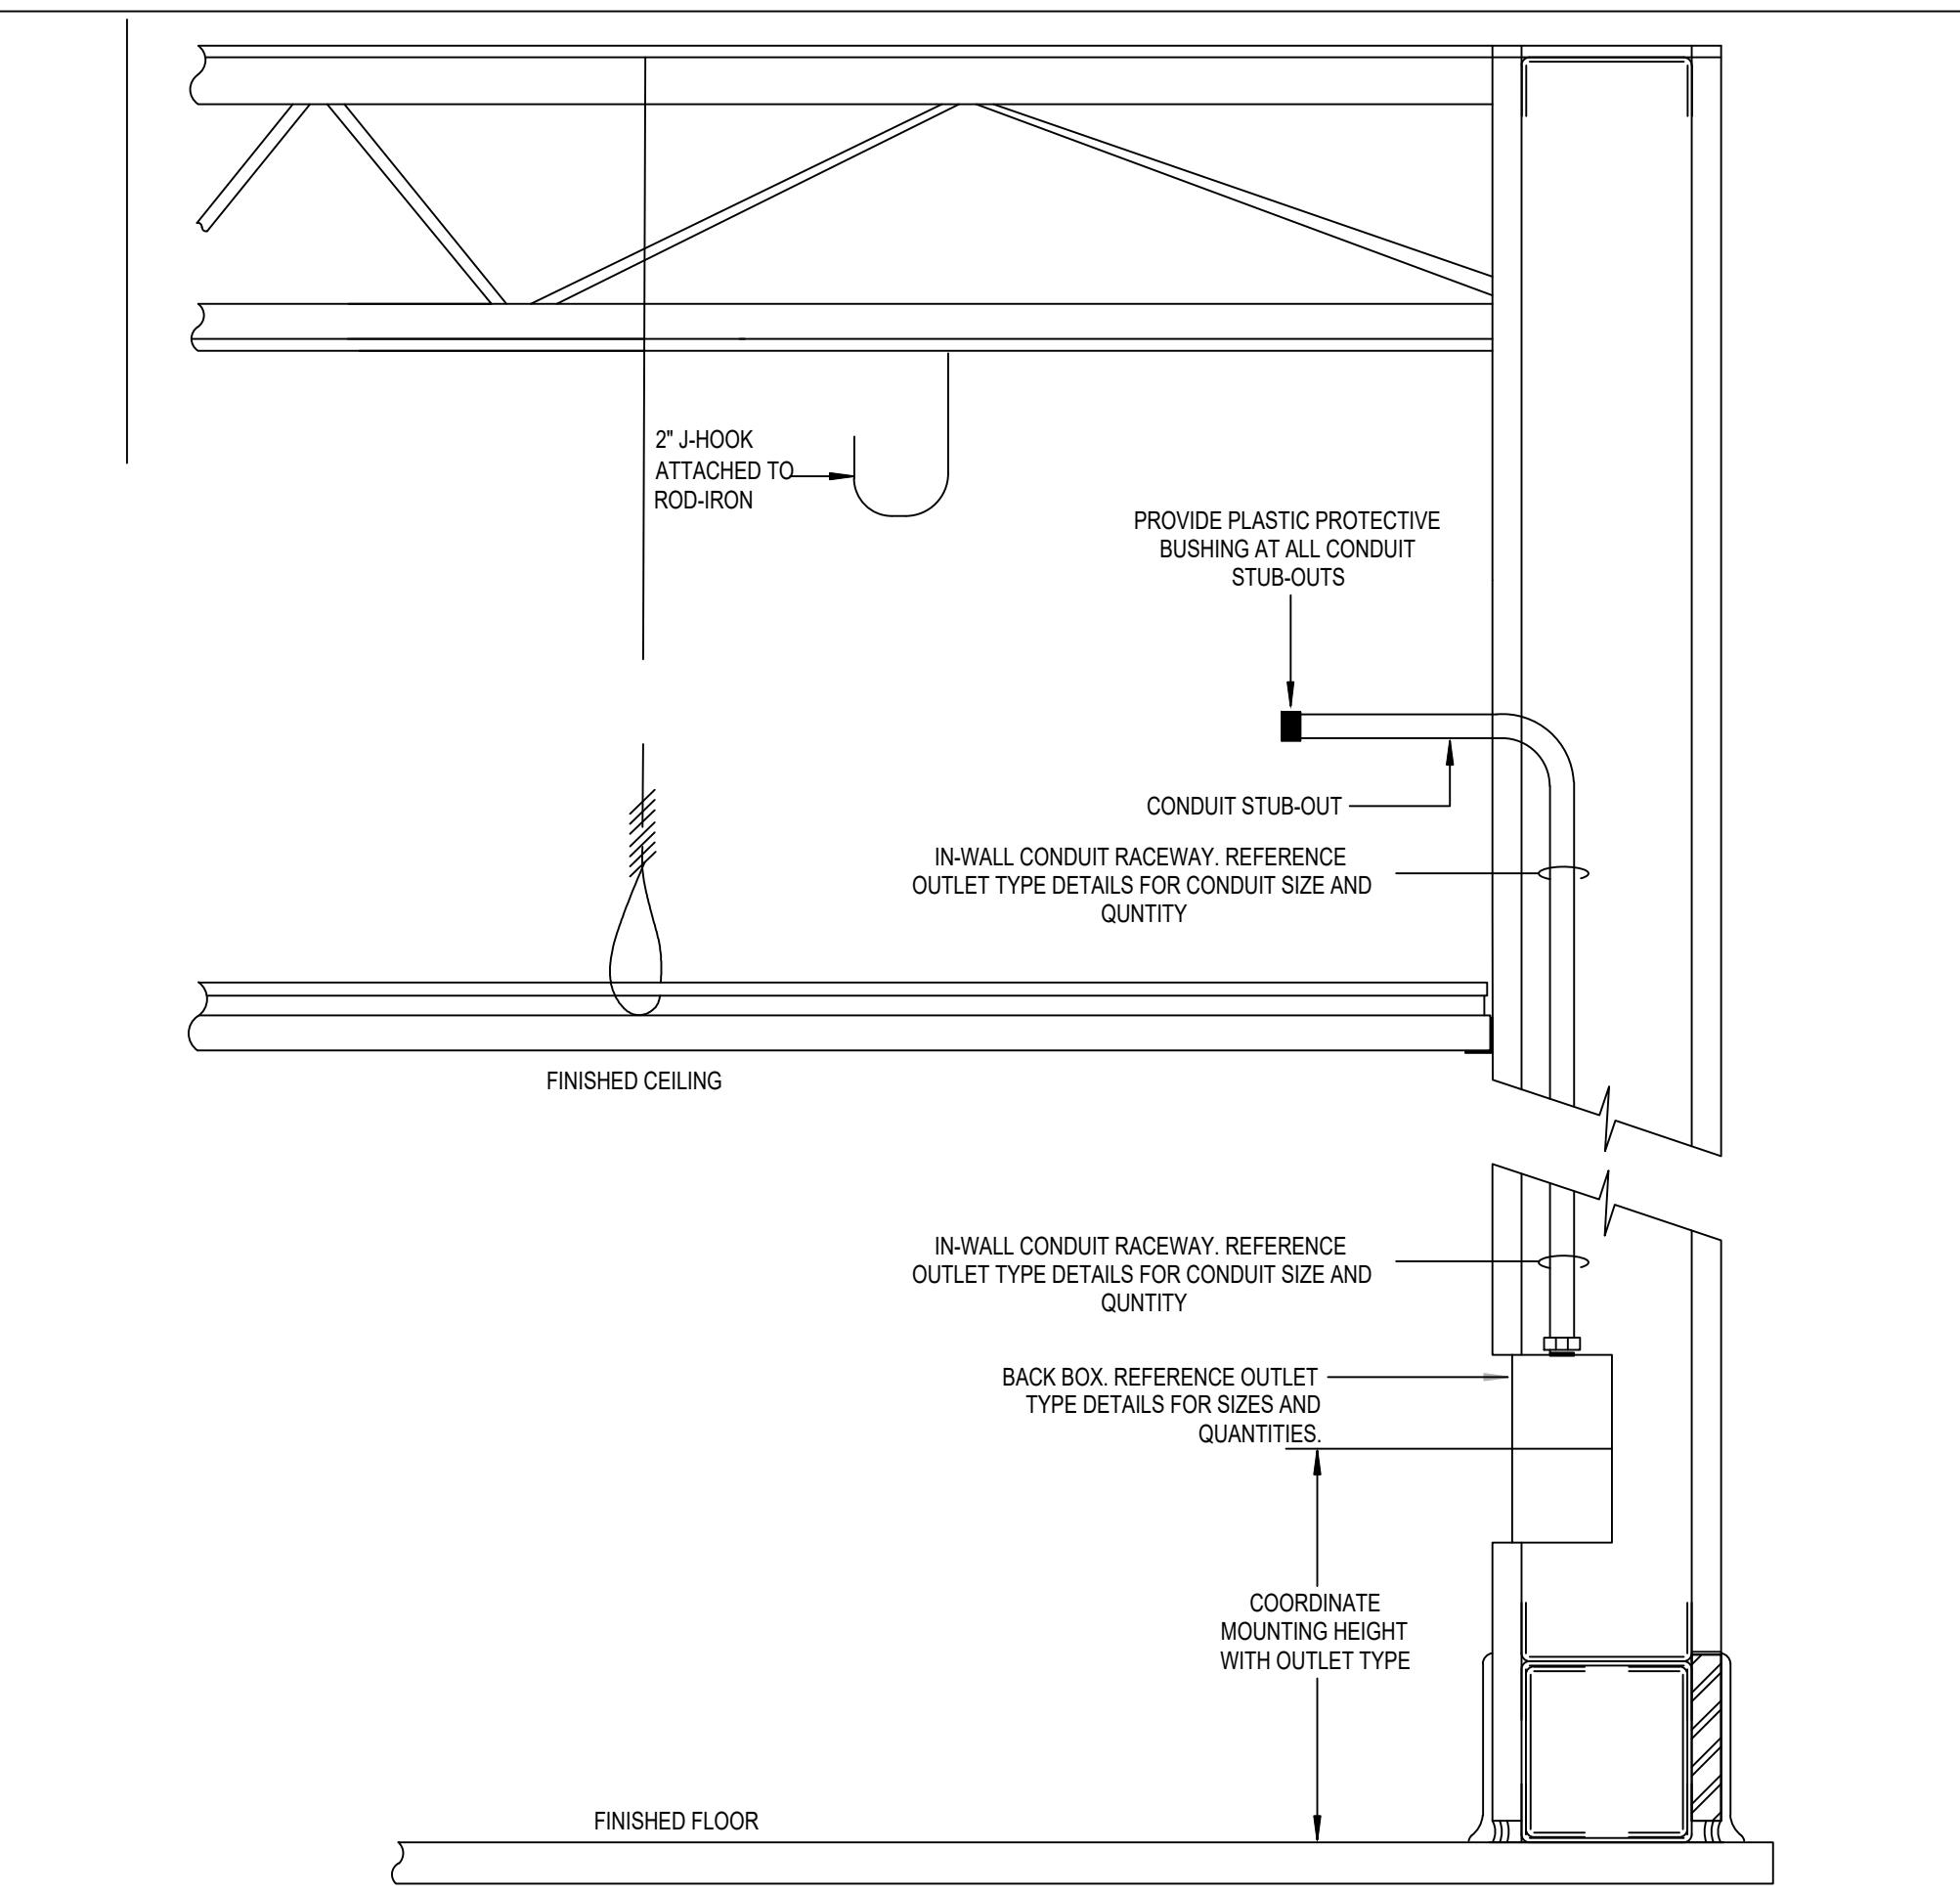 2" J-HOOK
ATTACHED TO
ROD-IRON
PROVIDE PLASTIC PROTECTIVE
BUSHING AT ALL CONDUIT
STUB-OUTS
CONDUIT STUB-OUT
IN-WALL CONDUIT RACEWAY. REFERENCE
OUTLET TYPE DETAILS FOR CONDUIT SIZE AND
QUNTITY
FINISHED CEILING
IN-WALL CONDUIT RACEWAY. REFERENCE
OUTLET TYPE DETAILS FOR CONDUIT SIZE AND
QUNTITY
BACK BOX. REFERENCE OUTLET
TYPE DETAILS FOR SIZES AND
QUANTITIES.
COORDINATE
MOUNTING HEIGHT
WITH OUTLET TYPE
FINISHED FLOOR